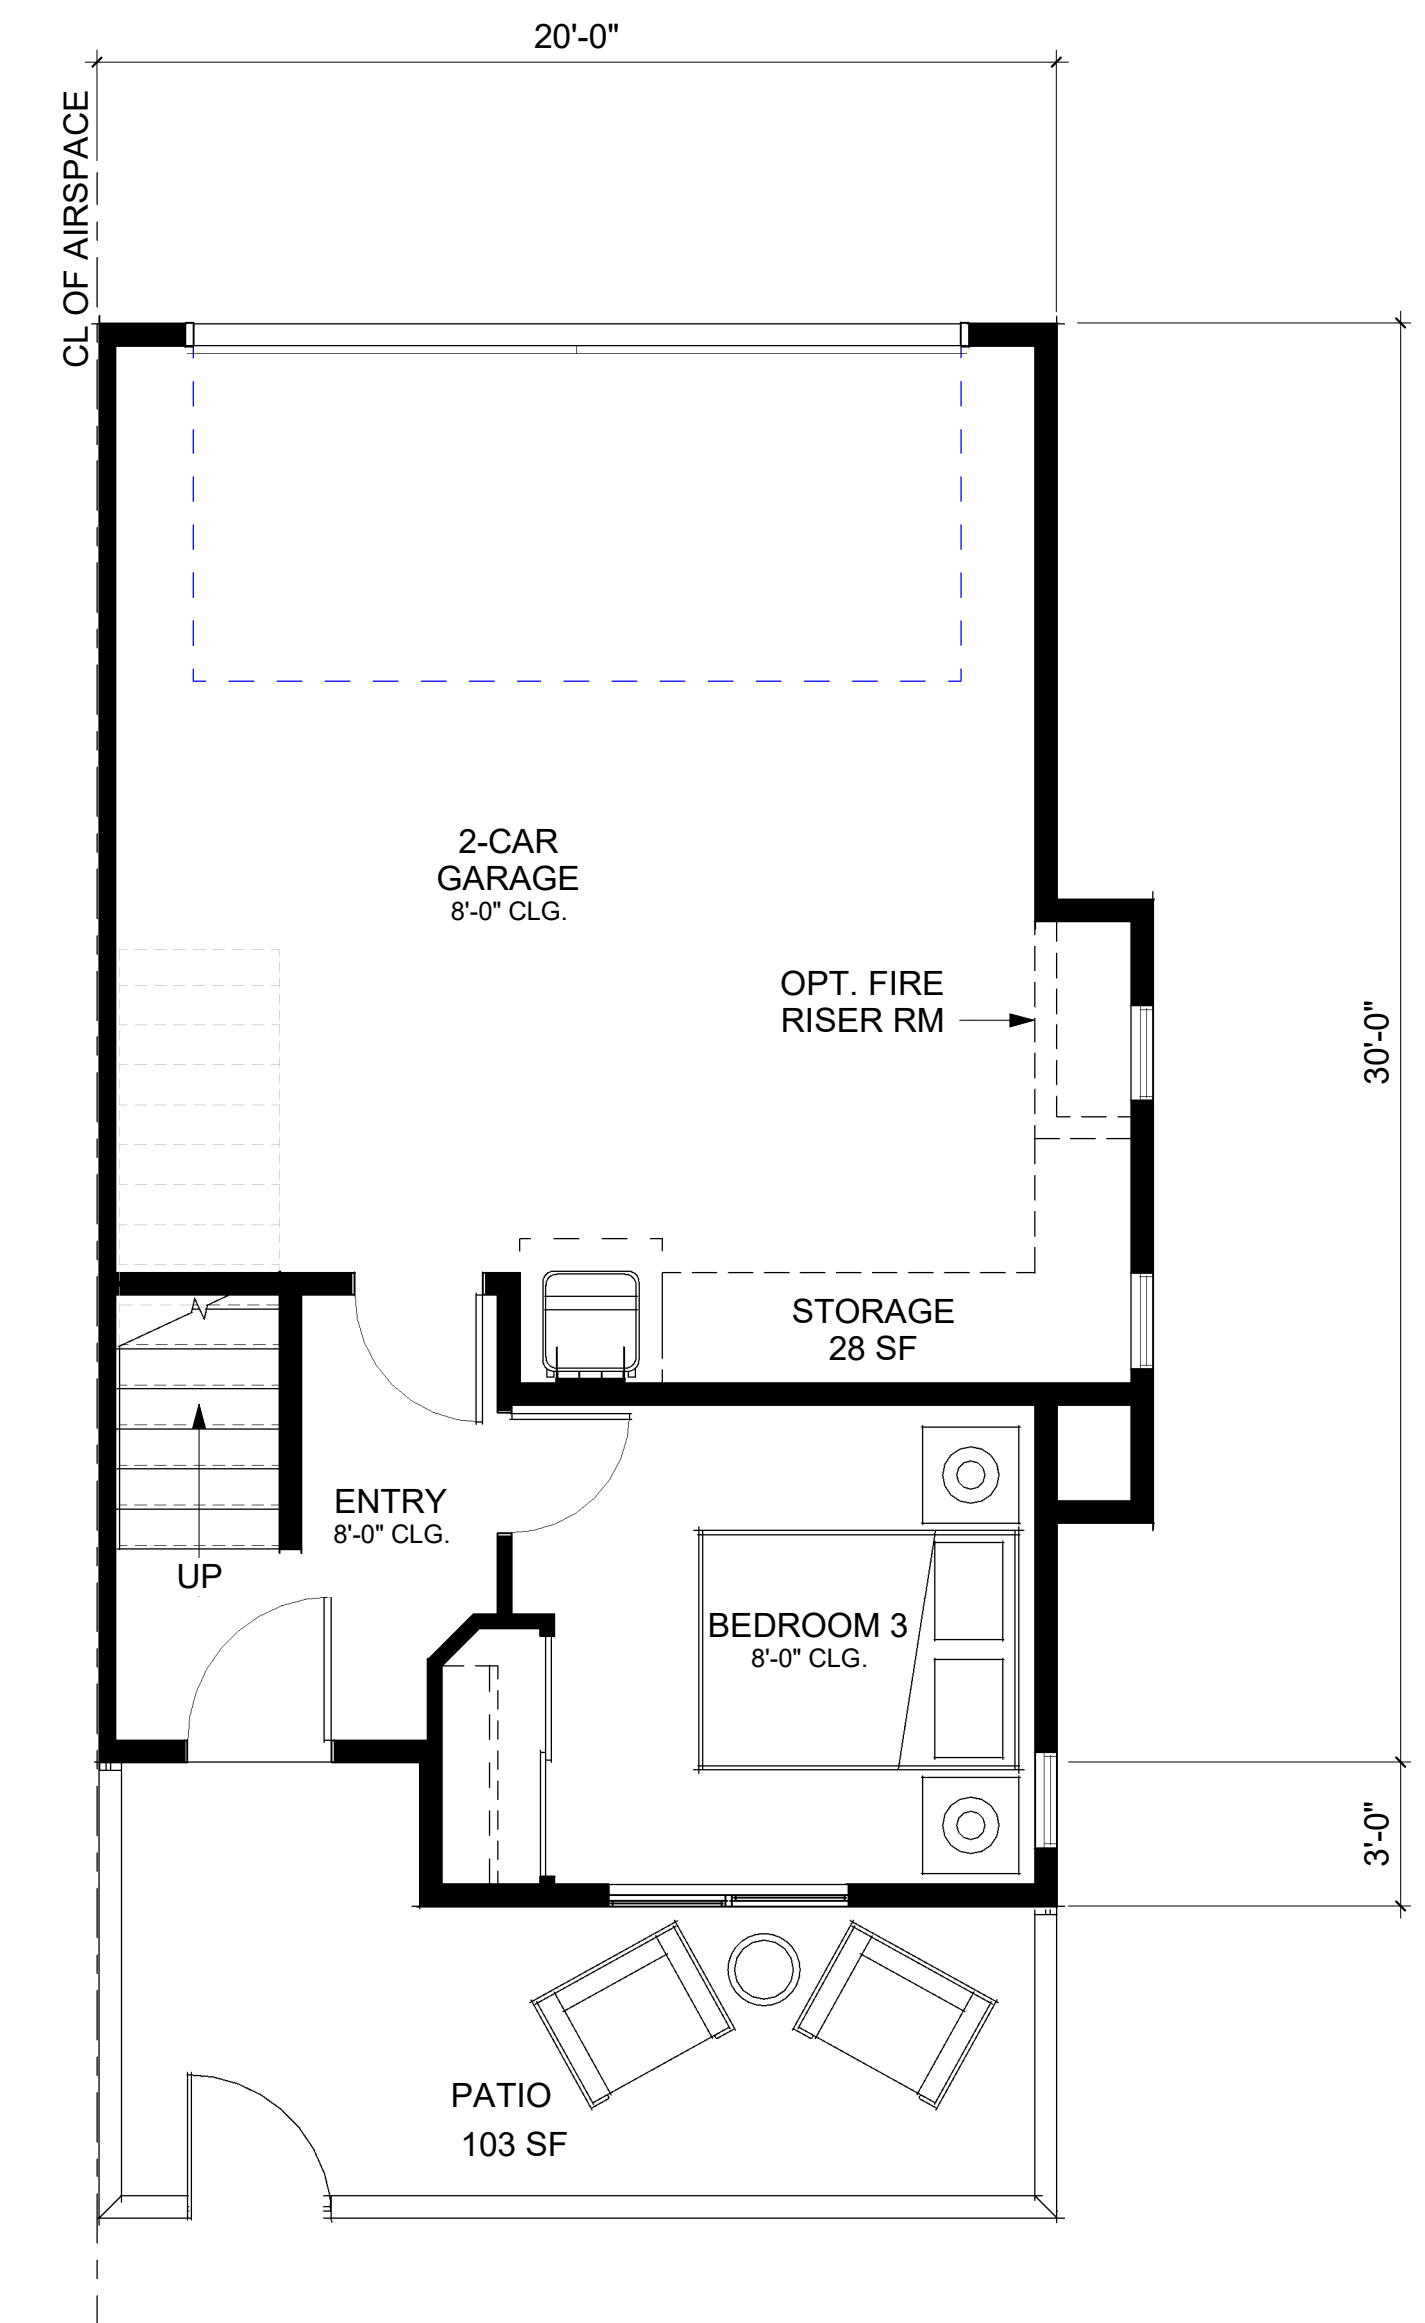 20'-0"
CL OF AIRSPACE
2-CAR
GARAGE
8'-0" CLG.
OPT. FIRE
RISER RM
30'-0"
STORAGE
28 SF
ENTRY
8'-0" CLG.
UP
BEDROOM 3
8'-0" CLG.
3'-0"
PATIO
103 SF